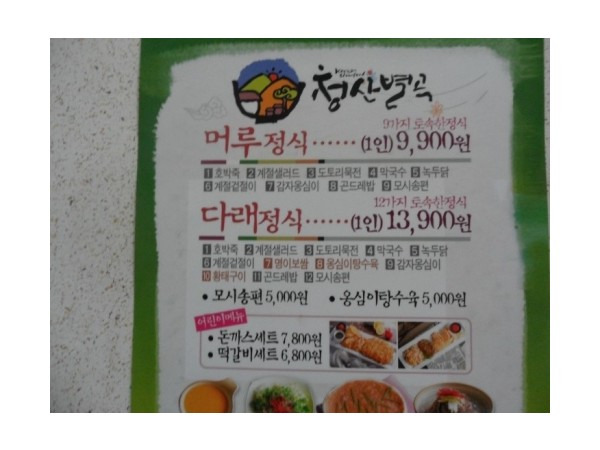 청산별곡
9가지 토속산정식
머루정식 ······ (1인) 9,900원
1 호박죽 2 계절샐러드 3 도토리묵전 4 막국수 5 녹두닭
6 계절겉절이 7 감자옹심이 8 곤드레밥 9 모시송편
12가지 토속산정식
다래정식 ······ (1인) 13,900원
1 호박죽 2 계절샐러드 3 도토리묵전 4 막국수 5 녹두닭
6 계절겉절이 7 명이보쌈 8 옹심이탕수육 9 감자옹심이
10 황태구이 11 곤드레밥 12 모시송편
• 모시송편 5,000원 • 옹심이탕수육 5,000원
어린이메뉴
• 돈까스세트 7,800원
• 떡갈비세트 6,800원